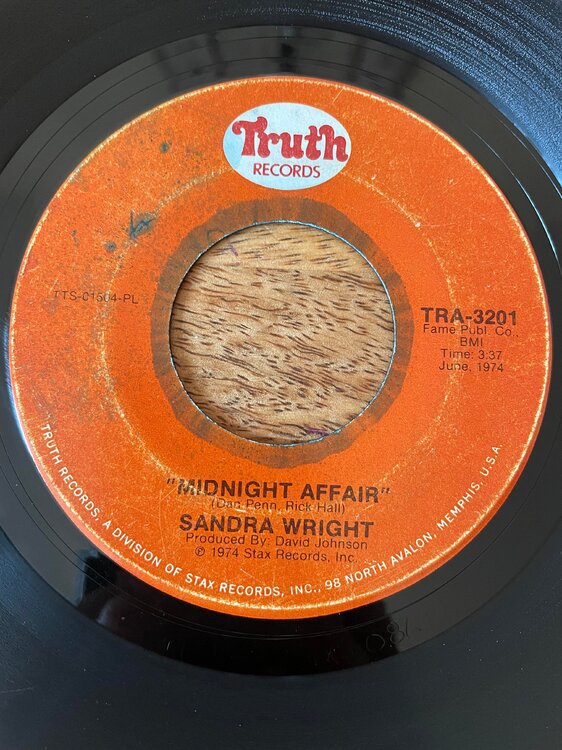 Truth
RECORDS
TTS-01504-PL
TRA-3201
Fame Publ. Co.,
BMI
Time: 3:37
June, 1974
"MIDNIGHT AFFAIR"
(Dan Penn, Rick Hall)
SANDRA WRIGHT
Produced By: David Johnson
℗ 1974 Stax Records, Inc.
TRUTH RECORDS, A DIVISION OF STAX RECORDS, INC., 98 NORTH AVALON, MEMPHIS, U.S.A.